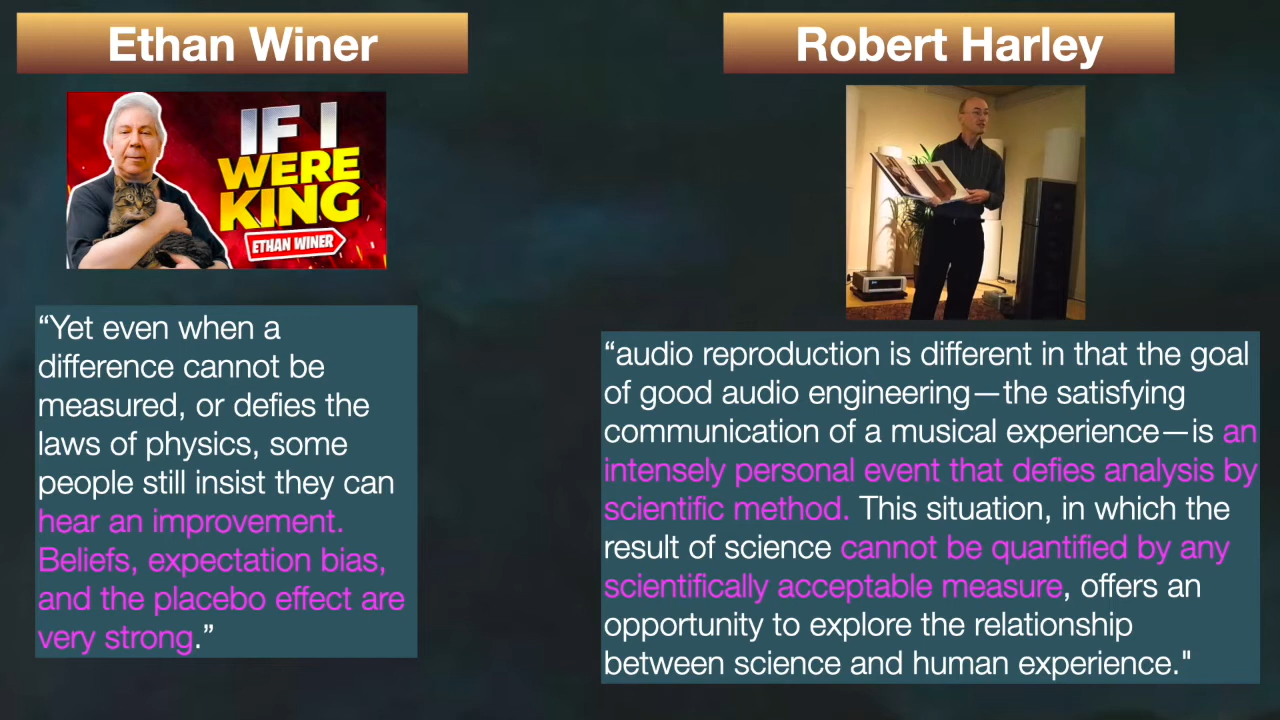 Ethan Winer
Robert Harley
IF I
WERE
KING
ETHAN WINER
“Yet even when a
difference cannot be
measured, or defies the
laws of physics, some
people still insist they can
hear an improvement.
Beliefs, expectation bias,
and the placebo effect are
very strong.”
“audio reproduction is different in that the goal
of good audio engineering—the satisfying
communication of a musical experience—is an
intensely personal event that defies analysis by
scientific method. This situation, in which the
result of science cannot be quantified by any
scientifically acceptable measure, offers an
opportunity to explore the relationship
between science and human experience."